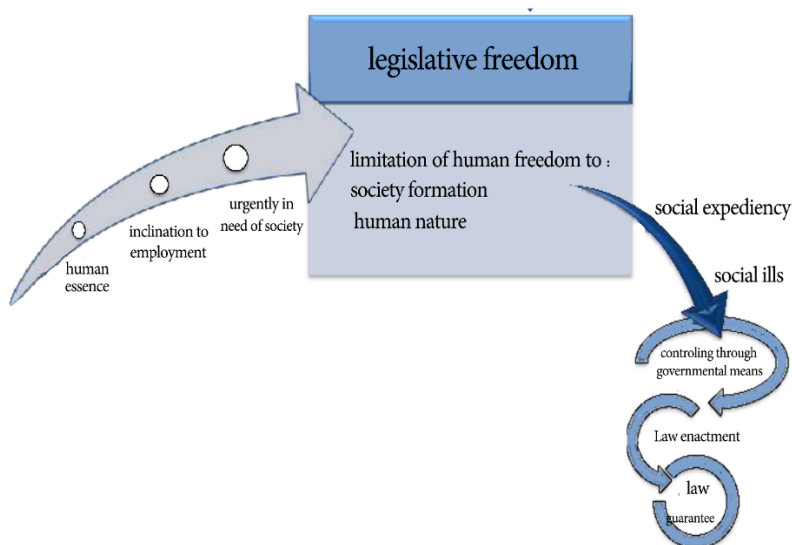 legislative freedom
limitation of human freedom to :
society formation
human nature
urgently in
need of society
inclination to
employment
human
essence
social expediency
social ills
controling through
governmental means
Law enactment
law
guarantee